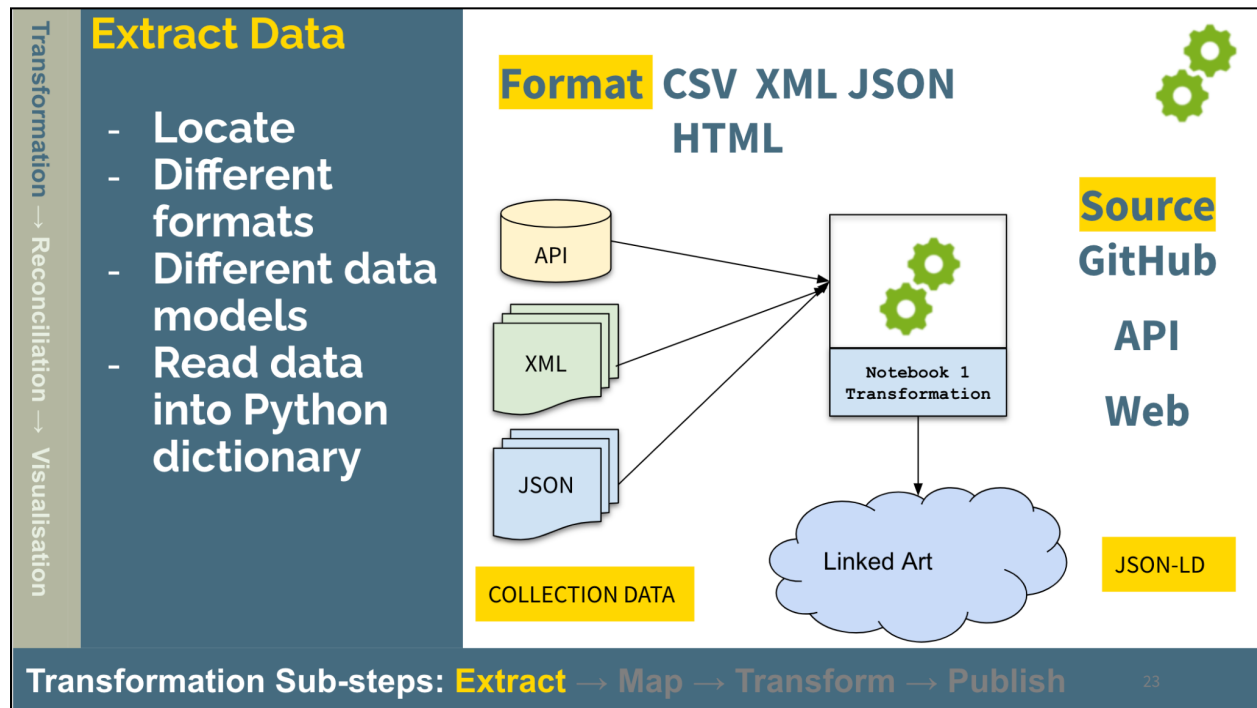 Transformation → Reconciliation → Visualisation
Extract Data
- Locate
- Different
formats
- Different data
models
- Read data
into Python
dictionary
Format CSV XML JSON
HTML
API
XML
JSON
COLLECTION DATA
Notebook 1
Transformation
Linked Art
Source
GitHub
API
Web
JSON-LD
Transformation Sub-steps: Extract → Map → Transform → Publish
23